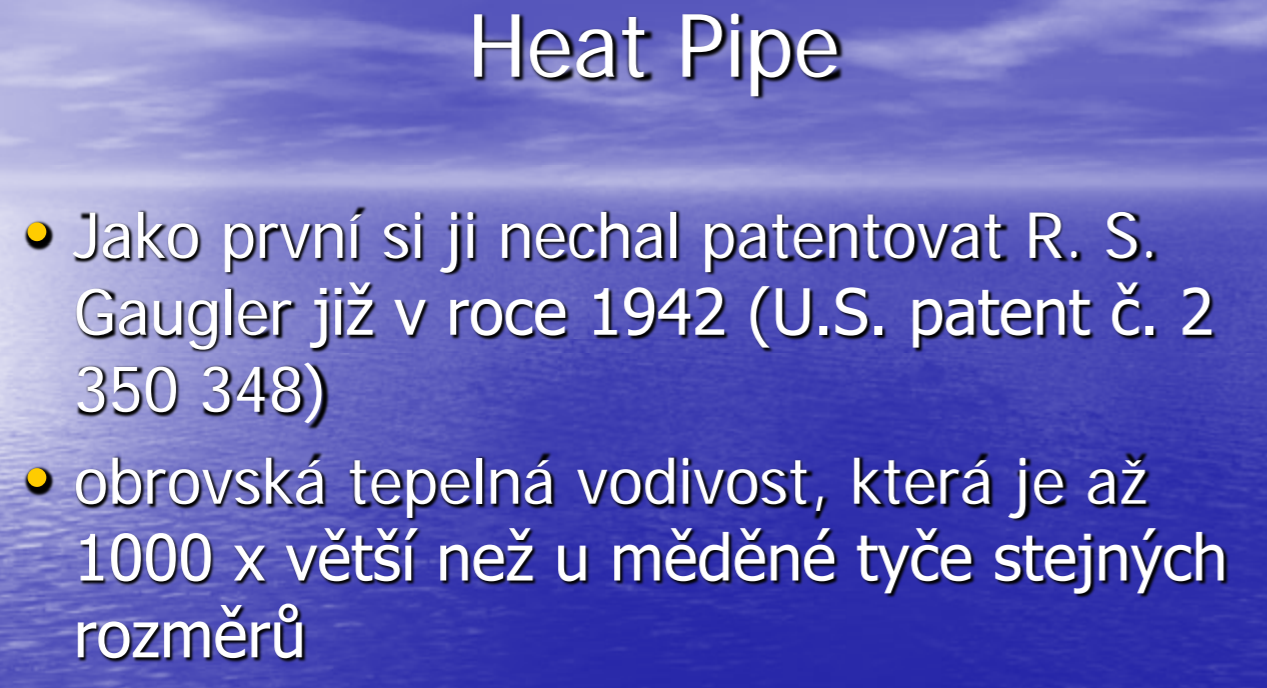 Heat Pipe
• Jako první si ji nechal patentovat R. S.
Gaugler již v roce 1942 (U.S. patent č. 2
350 348)
• obrovská tepelná vodivost, která je až
1000 x větší než u měděné tyče stejných
rozměrů